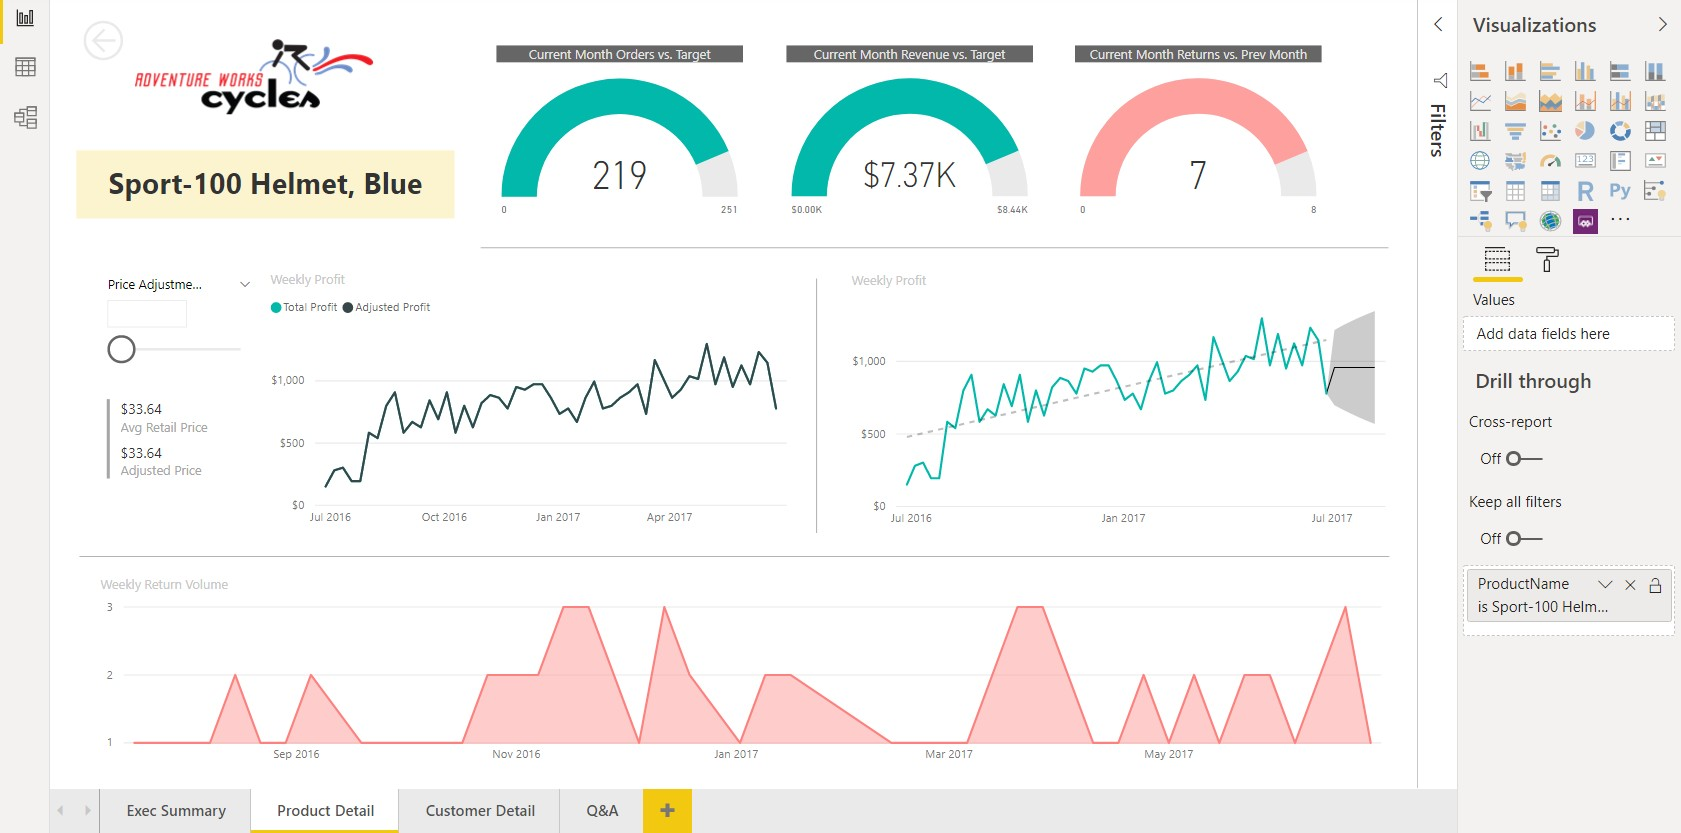 ADVENTURE WORKS
cycles
Sport-100 Helmet, Blue
Current Month Orders vs. Target
219
0
251
Current Month Revenue vs. Target
$7.37K
$0.00K
$8.44K
Current Month Returns vs. Prev Month
7
0
8
Price Adjustme...
$33.64
Avg Retail Price
$33.64
Adjusted Price
Weekly Profit
Total Profit
Adjusted Profit
$1,000
$500
$0
Jul 2016
Oct 2016
Jan 2017
Apr 2017
Weekly Profit
$1,000
$500
$0
Jul 2016
Jan 2017
Jul 2017
Weekly Return Volume
3
2
1
Sep 2016
Nov 2016
Jan 2017
Mar 2017
May 2017
Exec Summary
Product Detail
Customer Detail
Q&A
Filters
Visualizations
123
R
Py
Values
Add data fields here
Drill through
Cross-report
Off
Keep all filters
Off
ProductName
is Sport-100 Helm...